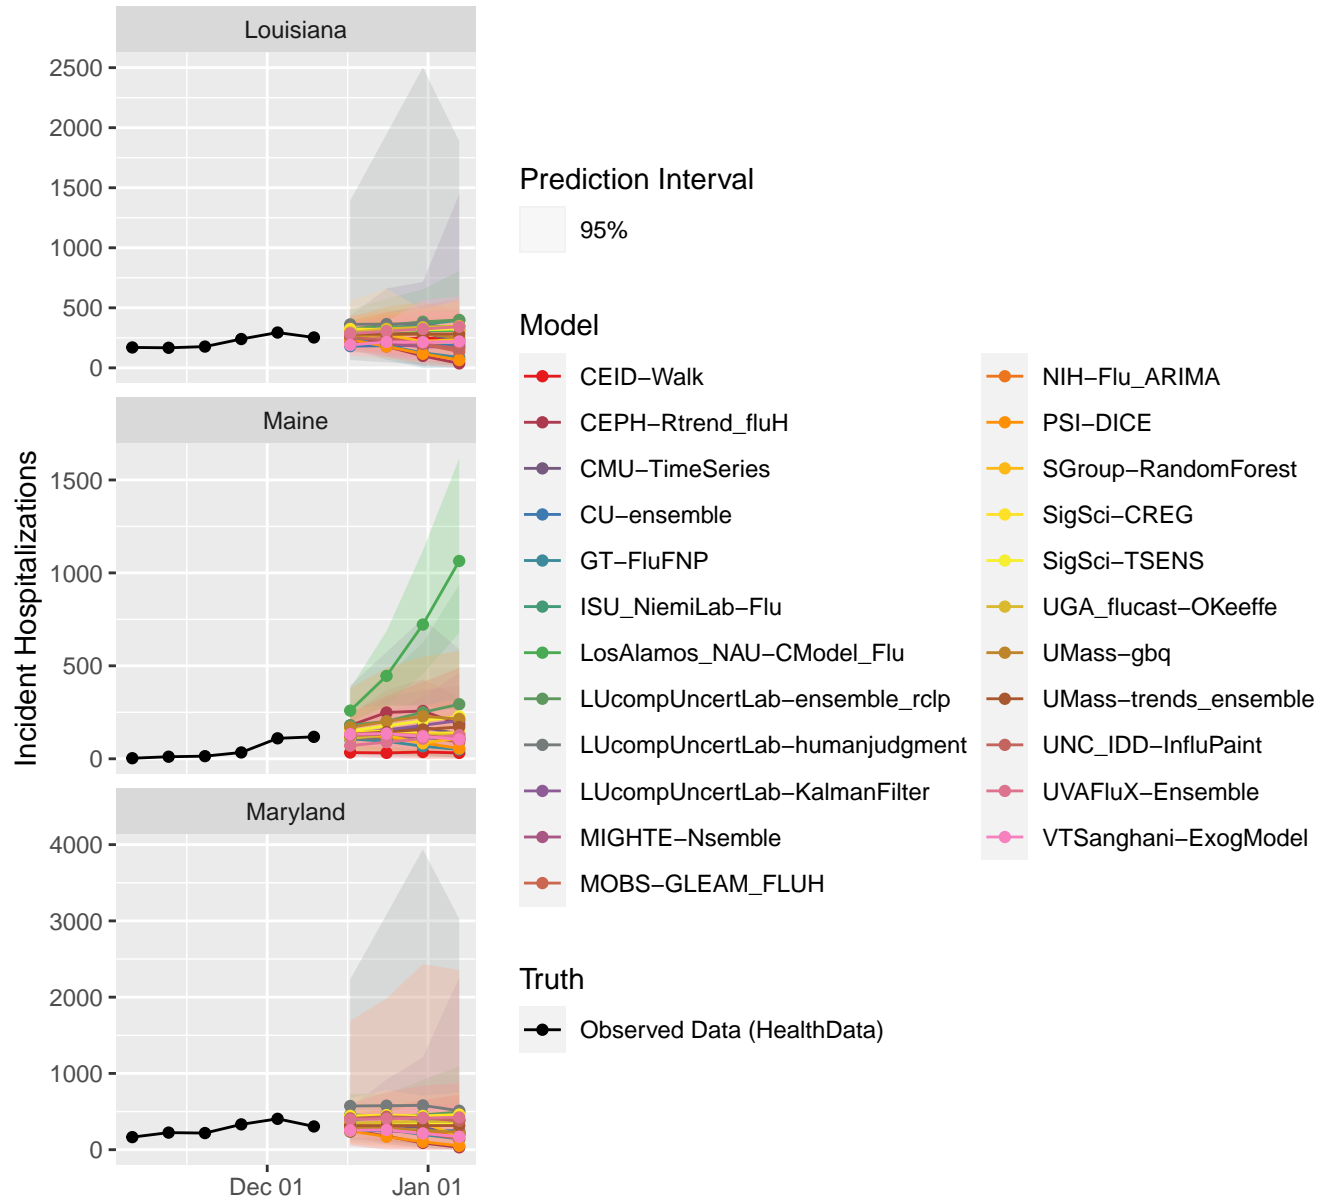 Louisiana
2500
2000
1500
1000
500
0
Maine
1500
1000
500
0
Maryland
4000
3000
2000
1000
0
Dec 01
Jan 01
Incident Hospitalizations
Prediction Interval
95%
Model
CEID−Walk
CEPH−Rtrend_fluH
CMU−TimeSeries
CU−ensemble
GT−FluFNP
ISU_NiemiLab−Flu
LosAlamos_NAU−CModel_Flu
LUcompUncertLab−ensemble_rclp
LUcompUncertLab−humanjudgment
LUcompUncertLab−KalmanFilter
MIGHTE−Nsemble
MOBS−GLEAM_FLUH
NIH−Flu_ARIMA
PSI−DICE
SGroup−RandomForest
SigSci−CREG
SigSci−TSENS
UGA_flucast−OKeeffe
UMass−gbq
UMass−trends_ensemble
UNC_IDD−InfluPaint
UVAFluX−Ensemble
VTSanghani−ExogModel
Truth
Observed Data (HealthData)